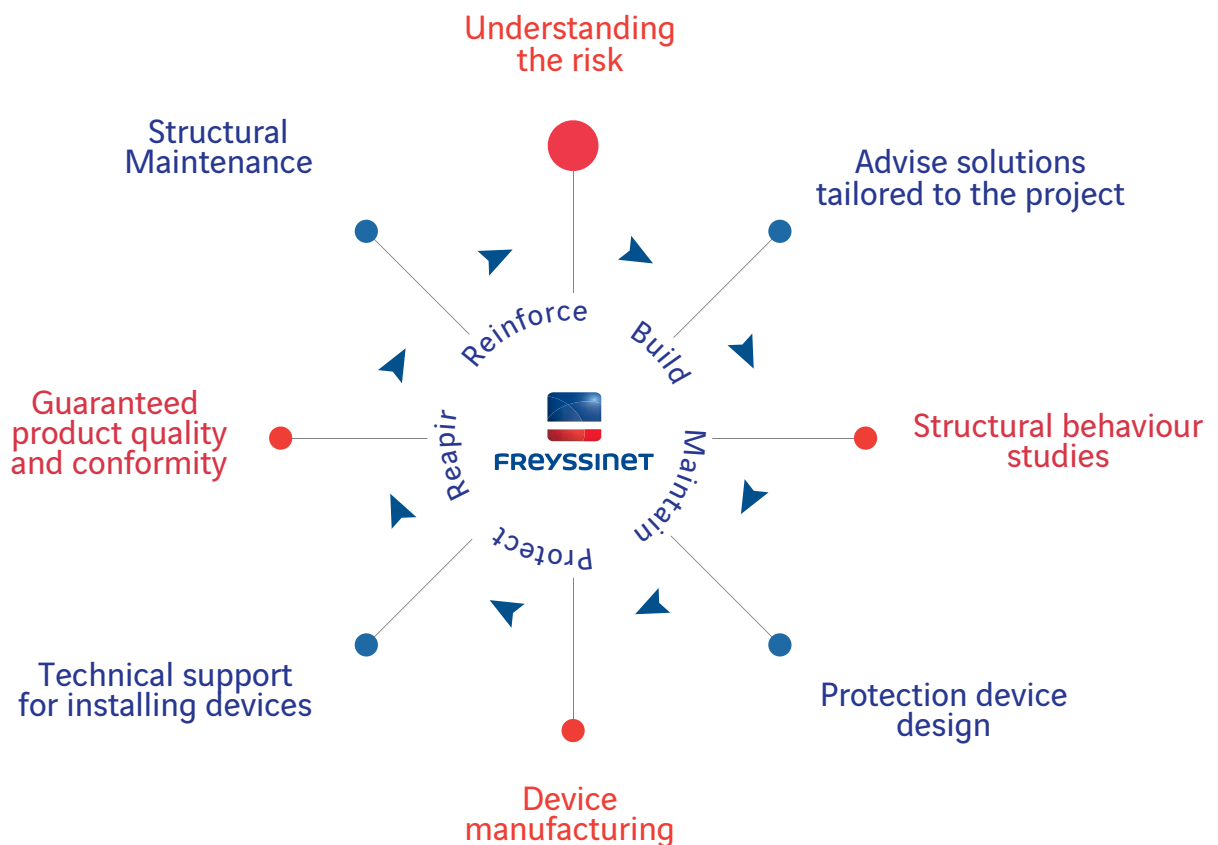 Understanding
the risk
Structural
Maintenance
Advise solutions
tailored to the project
Reinforce
Build
Guaranteed
product quality
and conformity
Reapir
FREYSSINET
Maintain
Structural behaviour
studies
Protect
Technical support
for installing devices
Protection device
design
Device
manufacturing